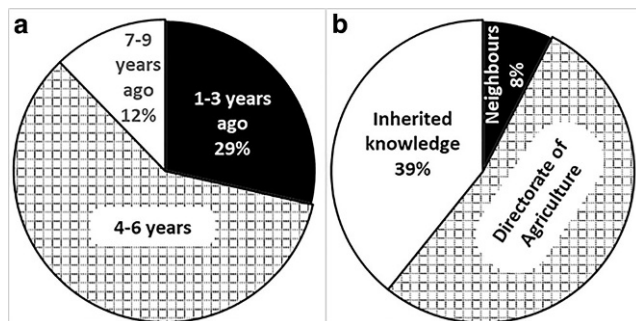 a
7-9
years
ago
12%
1-3 years
ago
29%
4-6 years
b
Neighbours
8%
Inherited
knowledge
39%
Directorate of
Agriculture